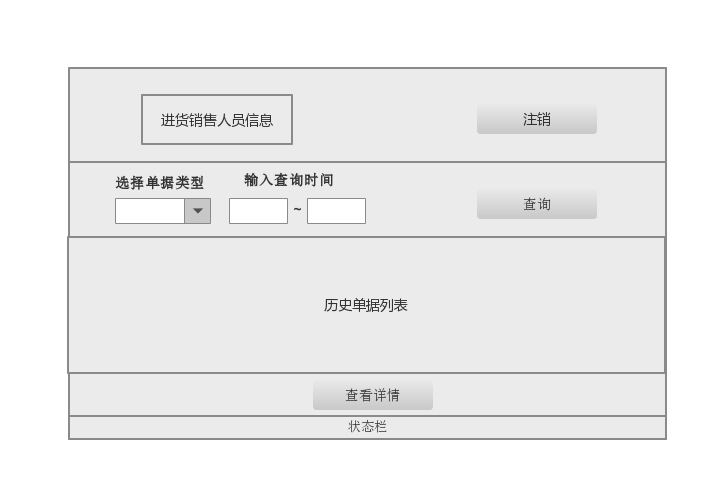 进货销售人员信息
注销
选择单据类型
输入查询时间
~
查询
历史单据列表
查看详情
状态栏